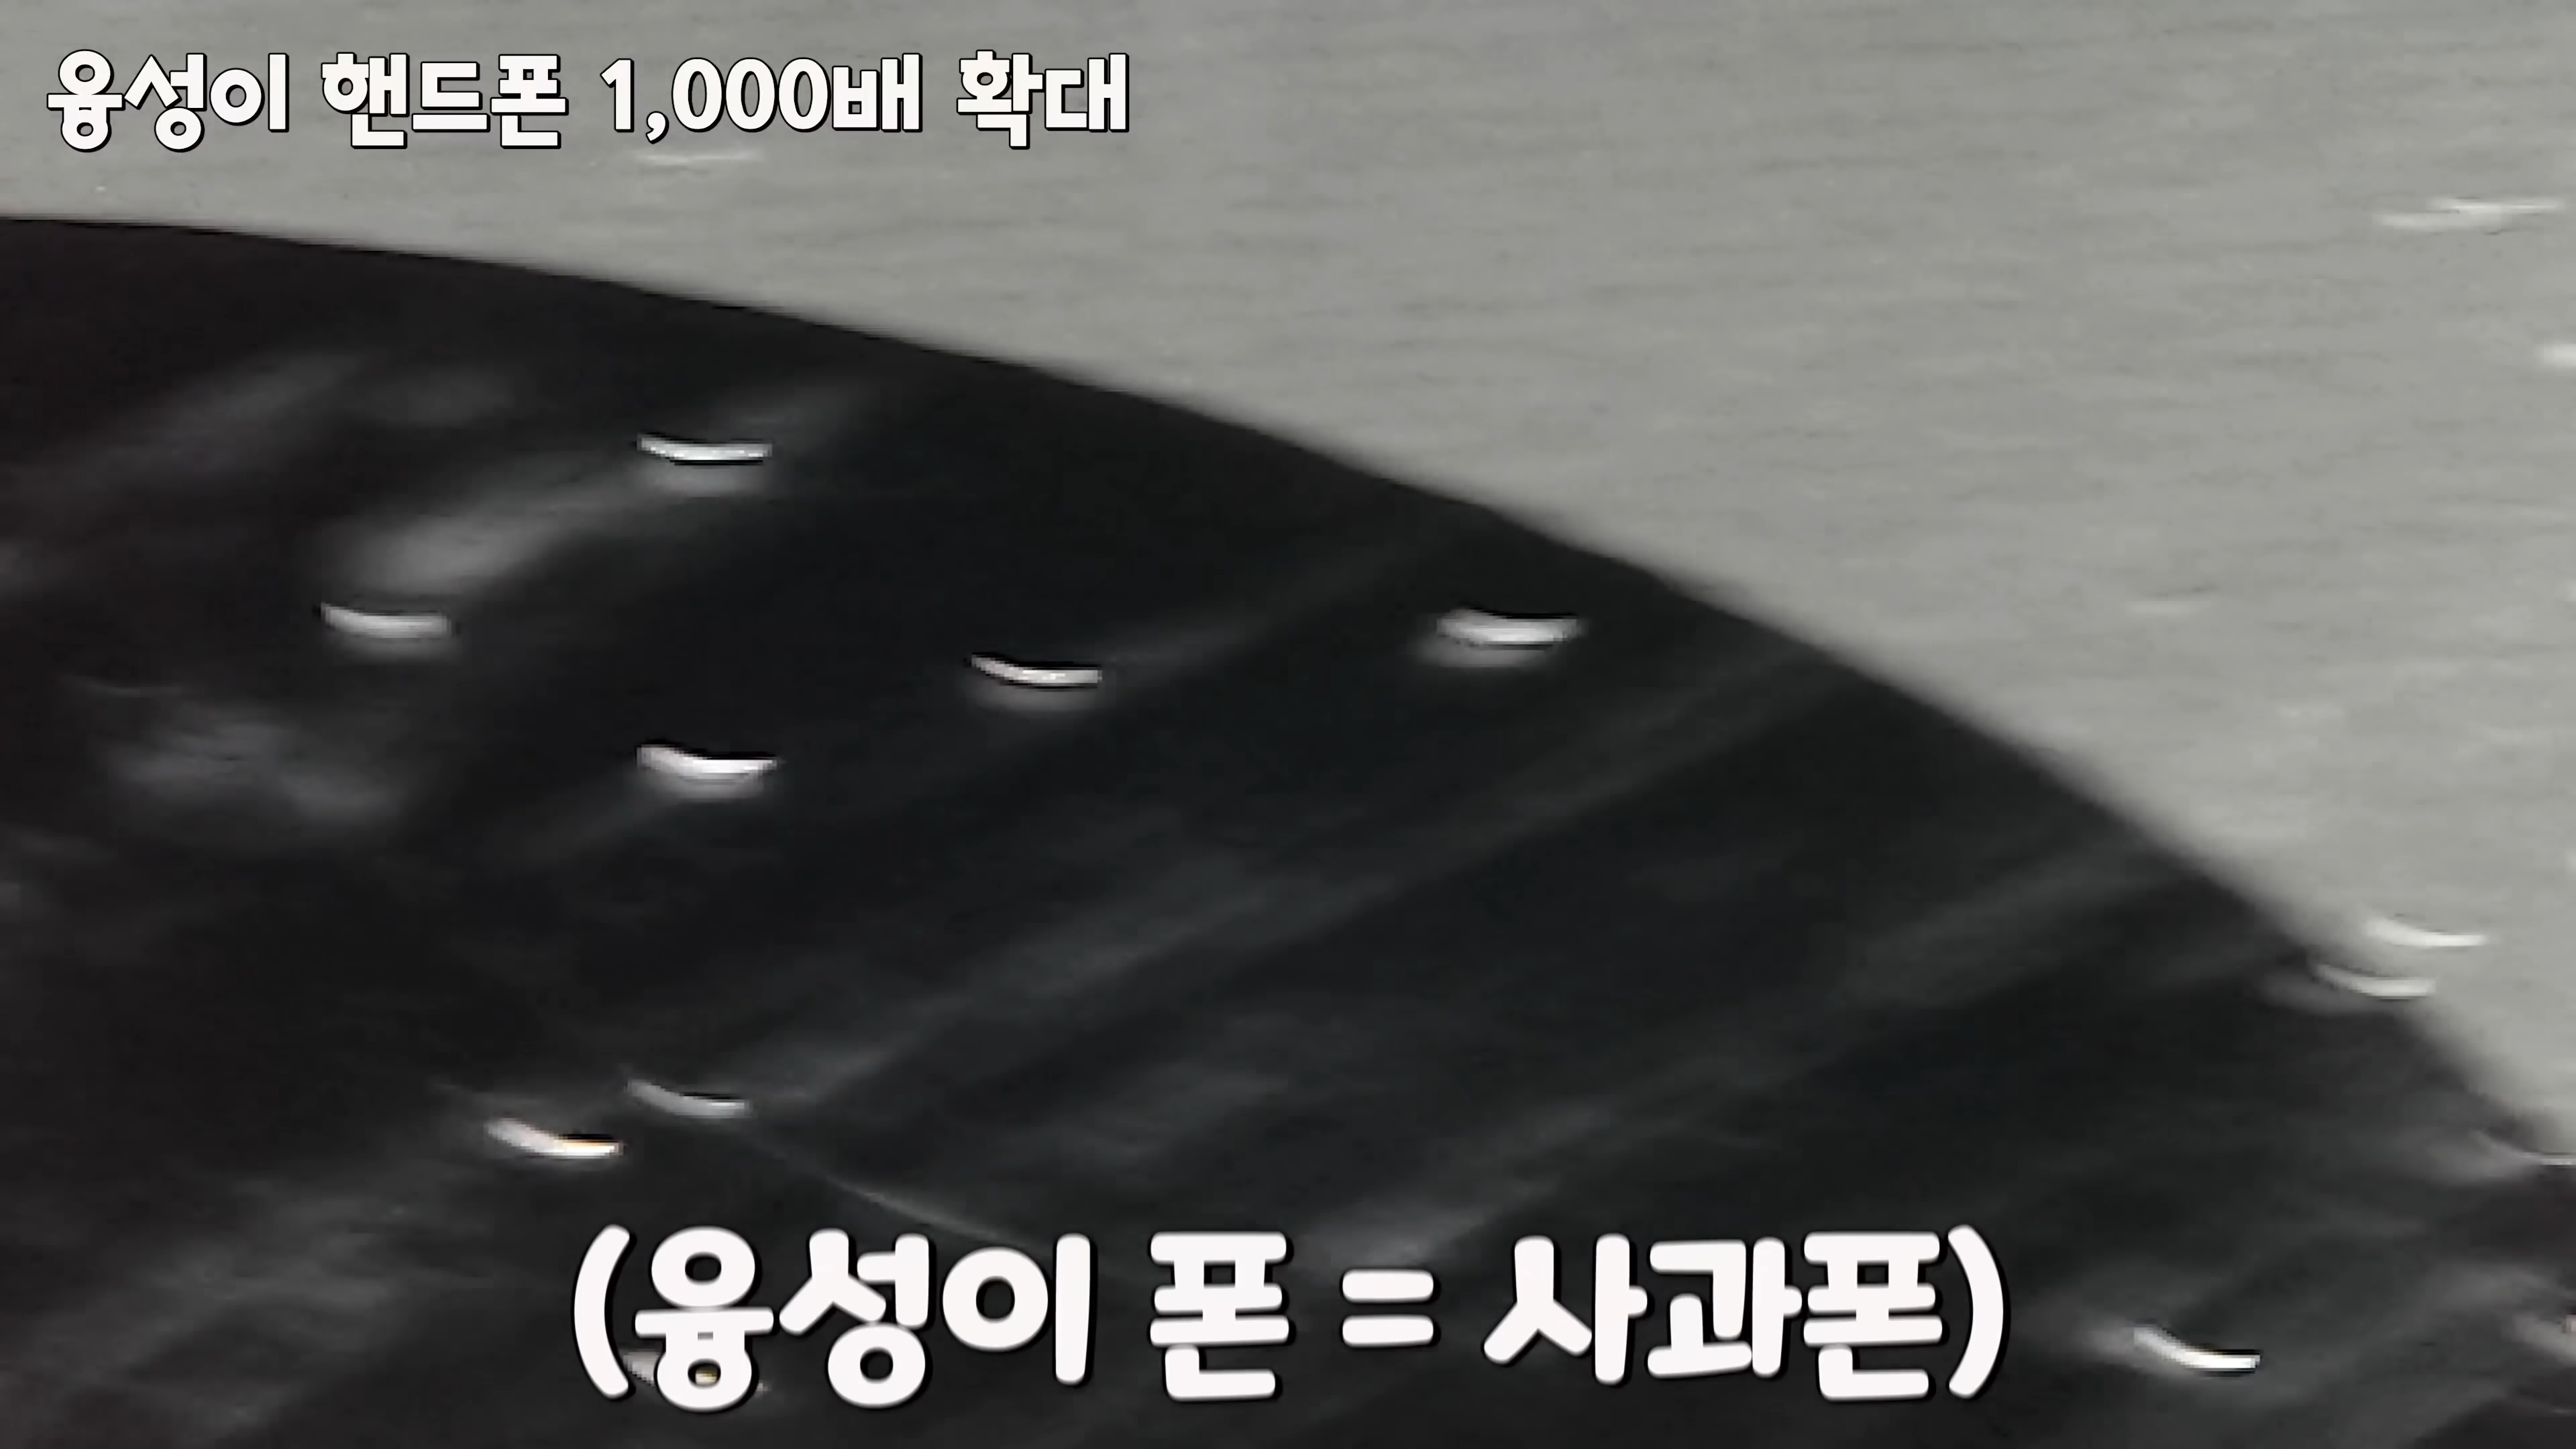 융성이 핸드폰 1,000배 확대
(융성이 폰 = 사과폰)